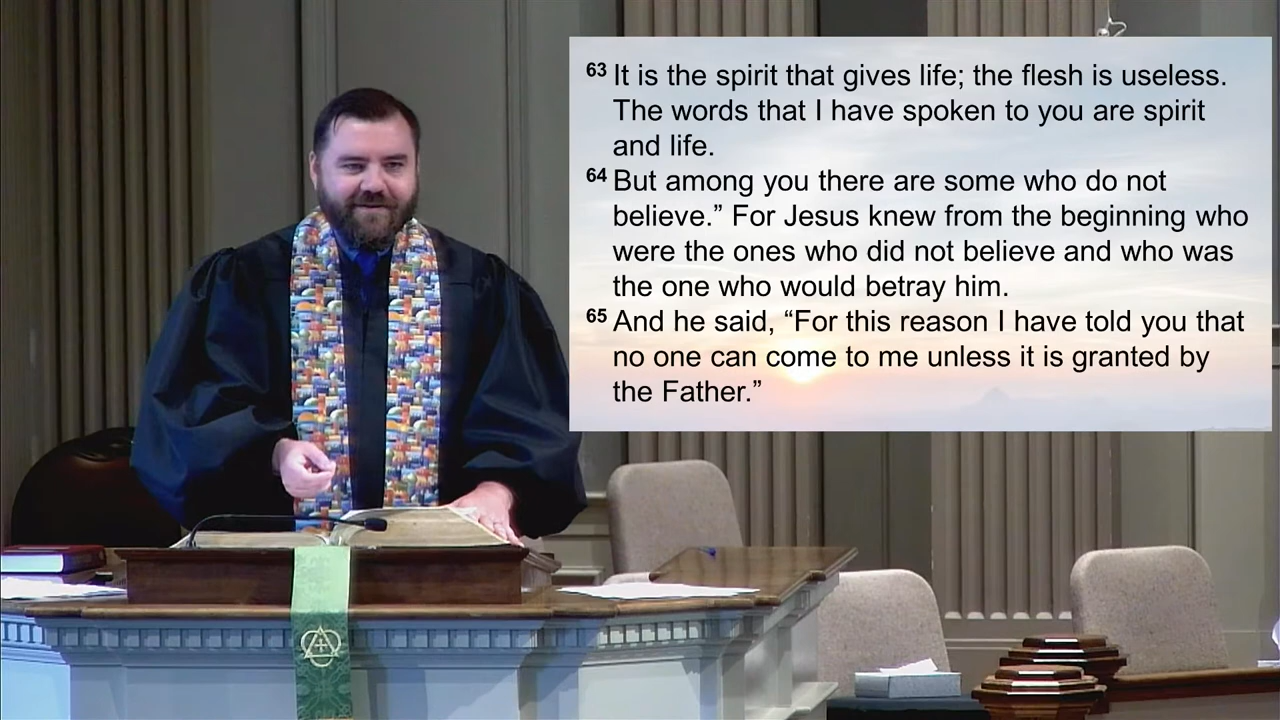 63 It is the spirit that gives life; the flesh is useless.
The words that I have spoken to you are spirit
and life.
64 But among you there are some who do not
believe.” For Jesus knew from the beginning who
were the ones who did not believe and who was
the one who would betray him.
65 And he said, “For this reason I have told you that
no one can come to me unless it is granted by
the Father.”